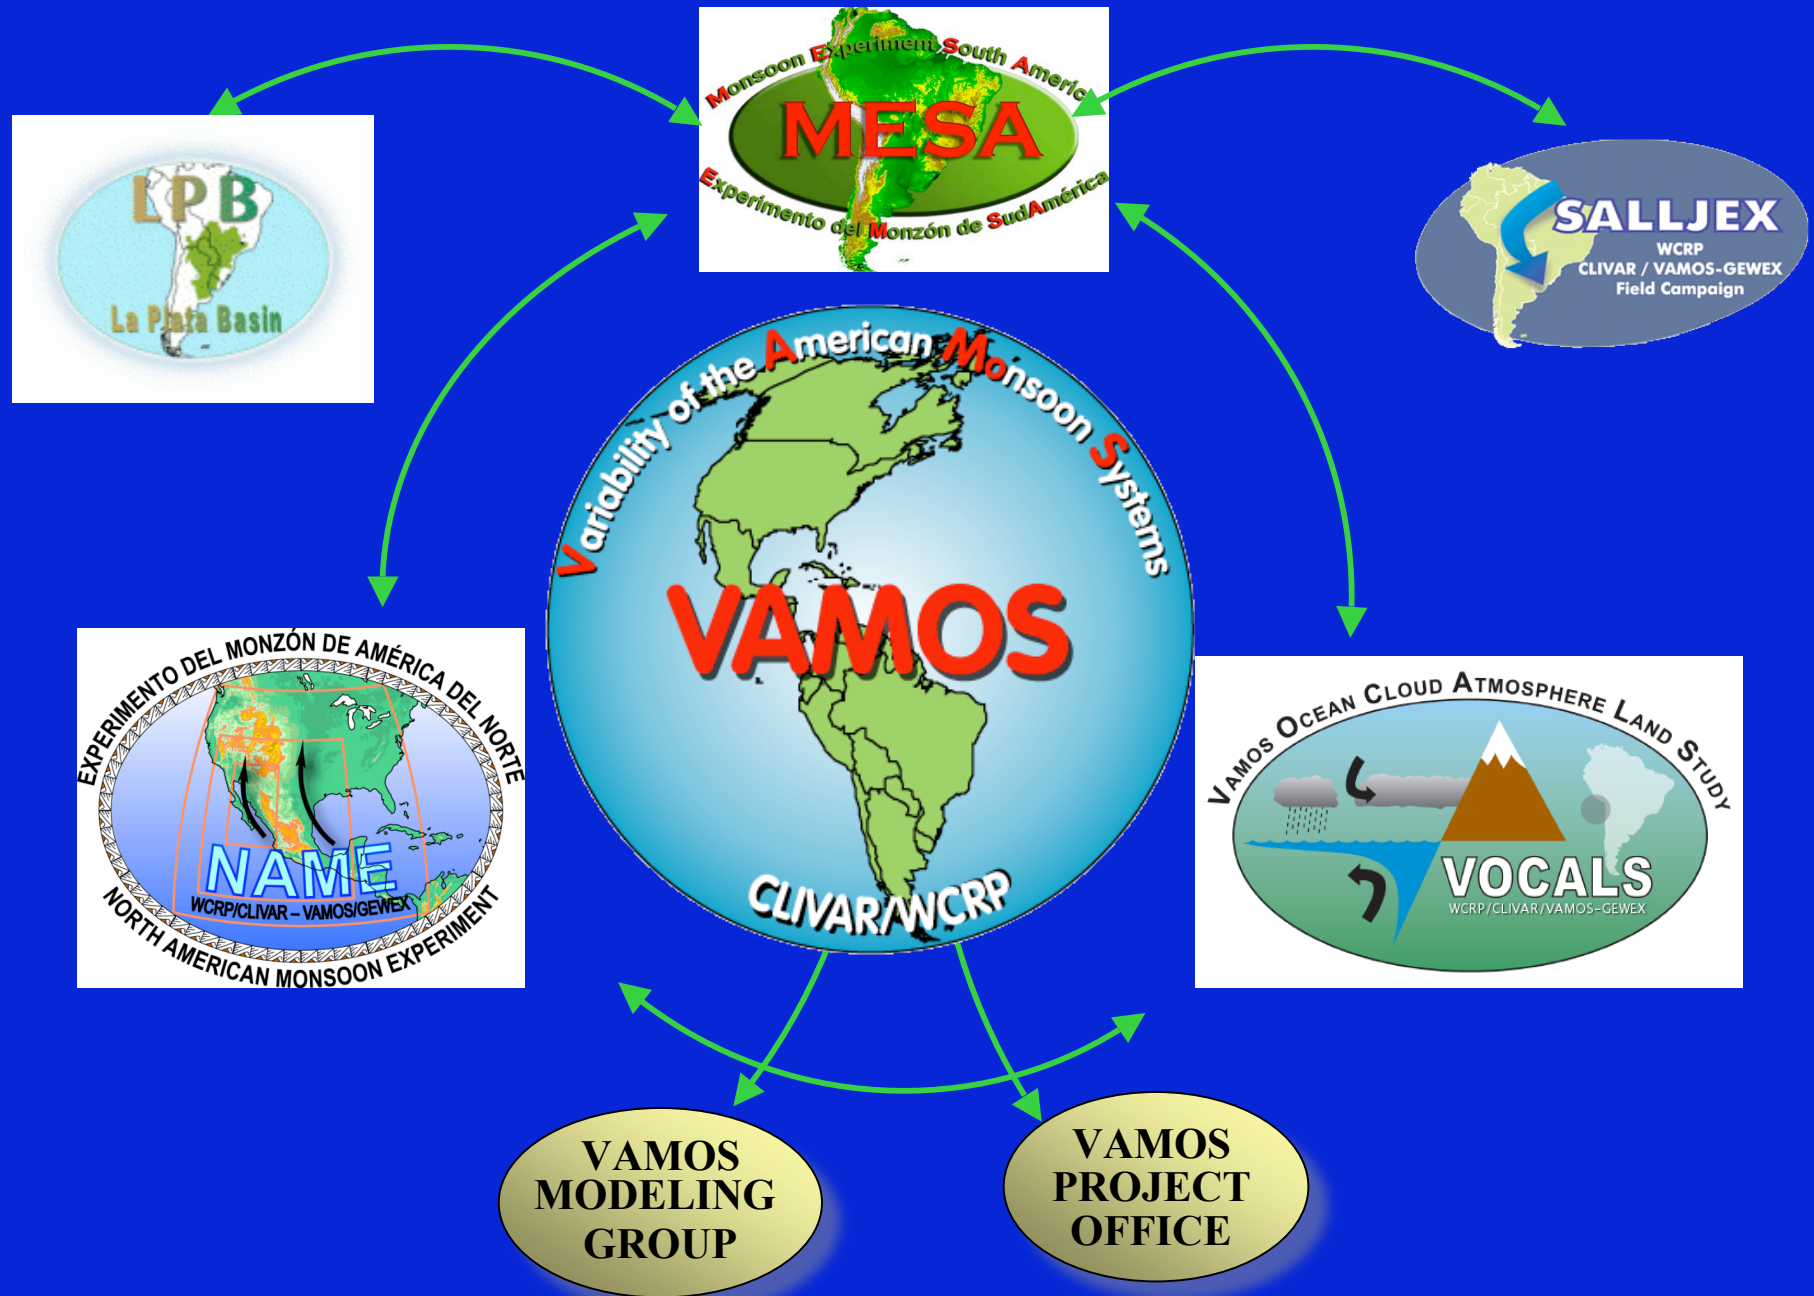 Monsoon Experiment South Americ
MESA
Experimento del Monzón de SudAmérica
LPB
La Plata Basin
SALLJEX
WCRP
CLIVAR / VAMOS-GEWEX
Field Campaign
Variability of the American Monsoon Systems
VAMOS
CLIVAR/WCRP
EXPERIMENTO DEL MONZÓN DE AMÉRICA DEL NORTE
NAME
WCRP/CLIVAR – VAMOS/GEWEX
NORTH AMERICAN MONSOON EXPERIMENT
VAMOS OCEAN CLOUD ATMOSPHERE LAND STUDY
VOCALS
WCRP/CLIVAR/VAMOS-GEWEX
VAMOS
MODELING
GROUP
VAMOS
PROJECT
OFFICE